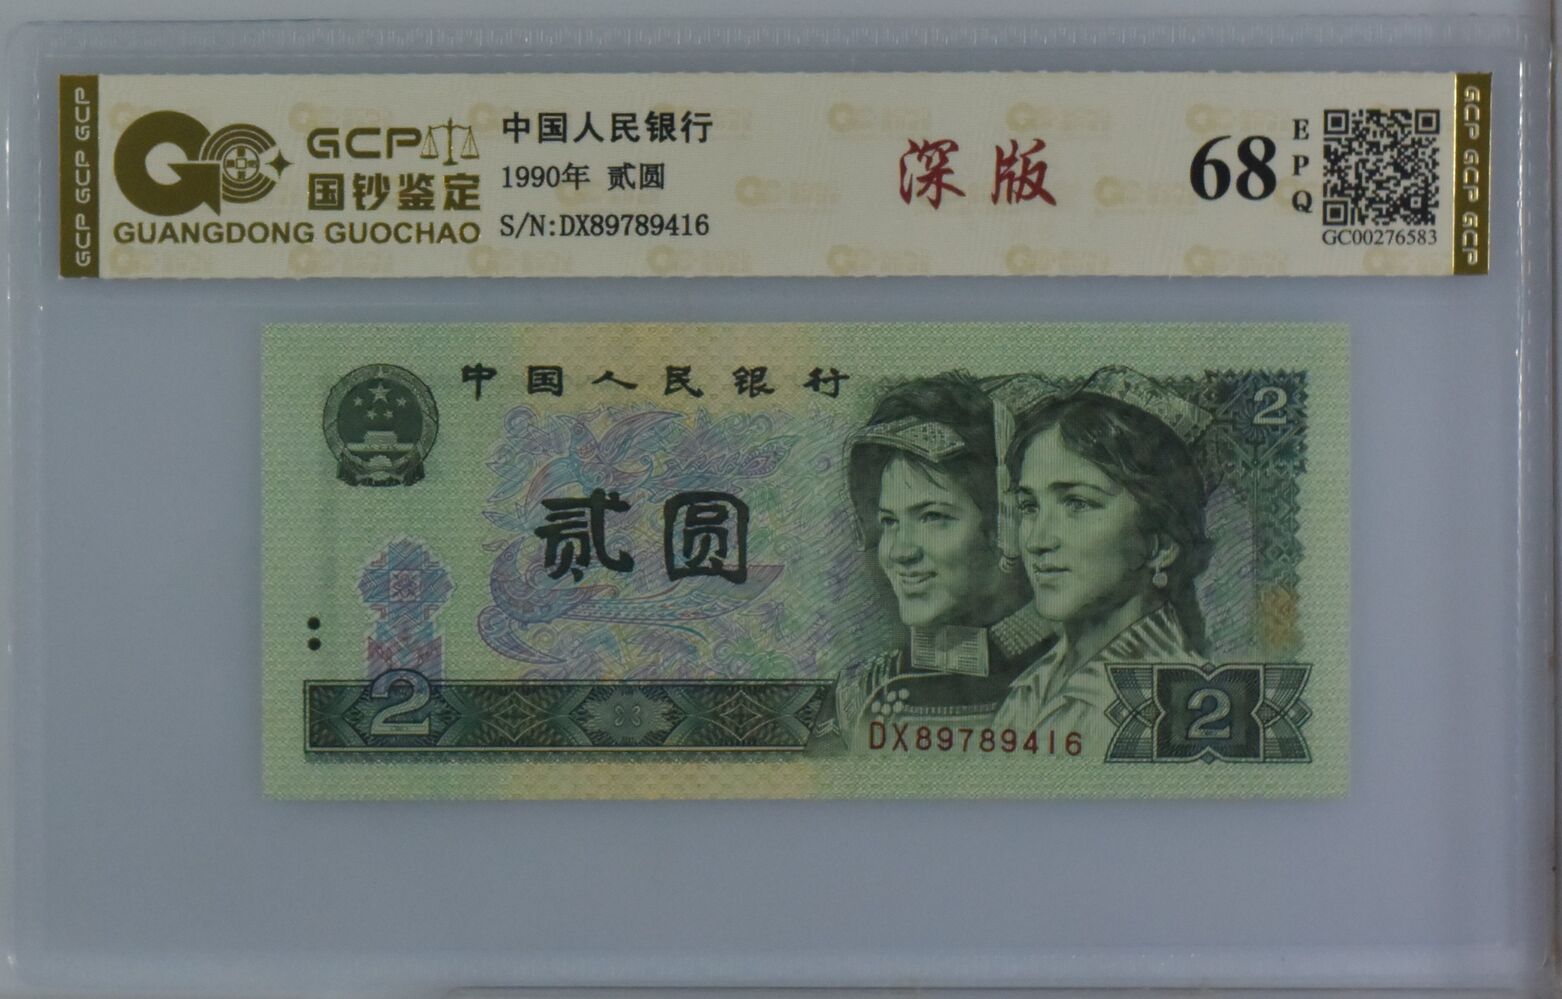 GCP GCP GCP
GCP
国钞鉴定
GUANGDONG GUOCHAO
中国人民银行
1990年 贰圆
S/N:DX89789416
深版
68
EPQ
GC00276583
GCP GCP GCP
中国人民银行
2
贰圆
2
2
DX89789416